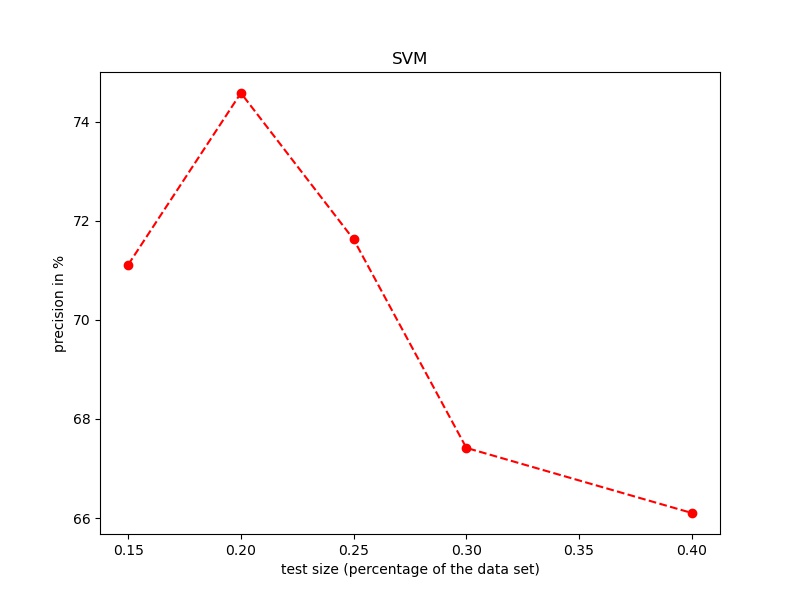 SVM
74
72
70
68
66
precision in %
0.15 0.20 0.25 0.30 0.35 0.40
test size (percentage of the data set)